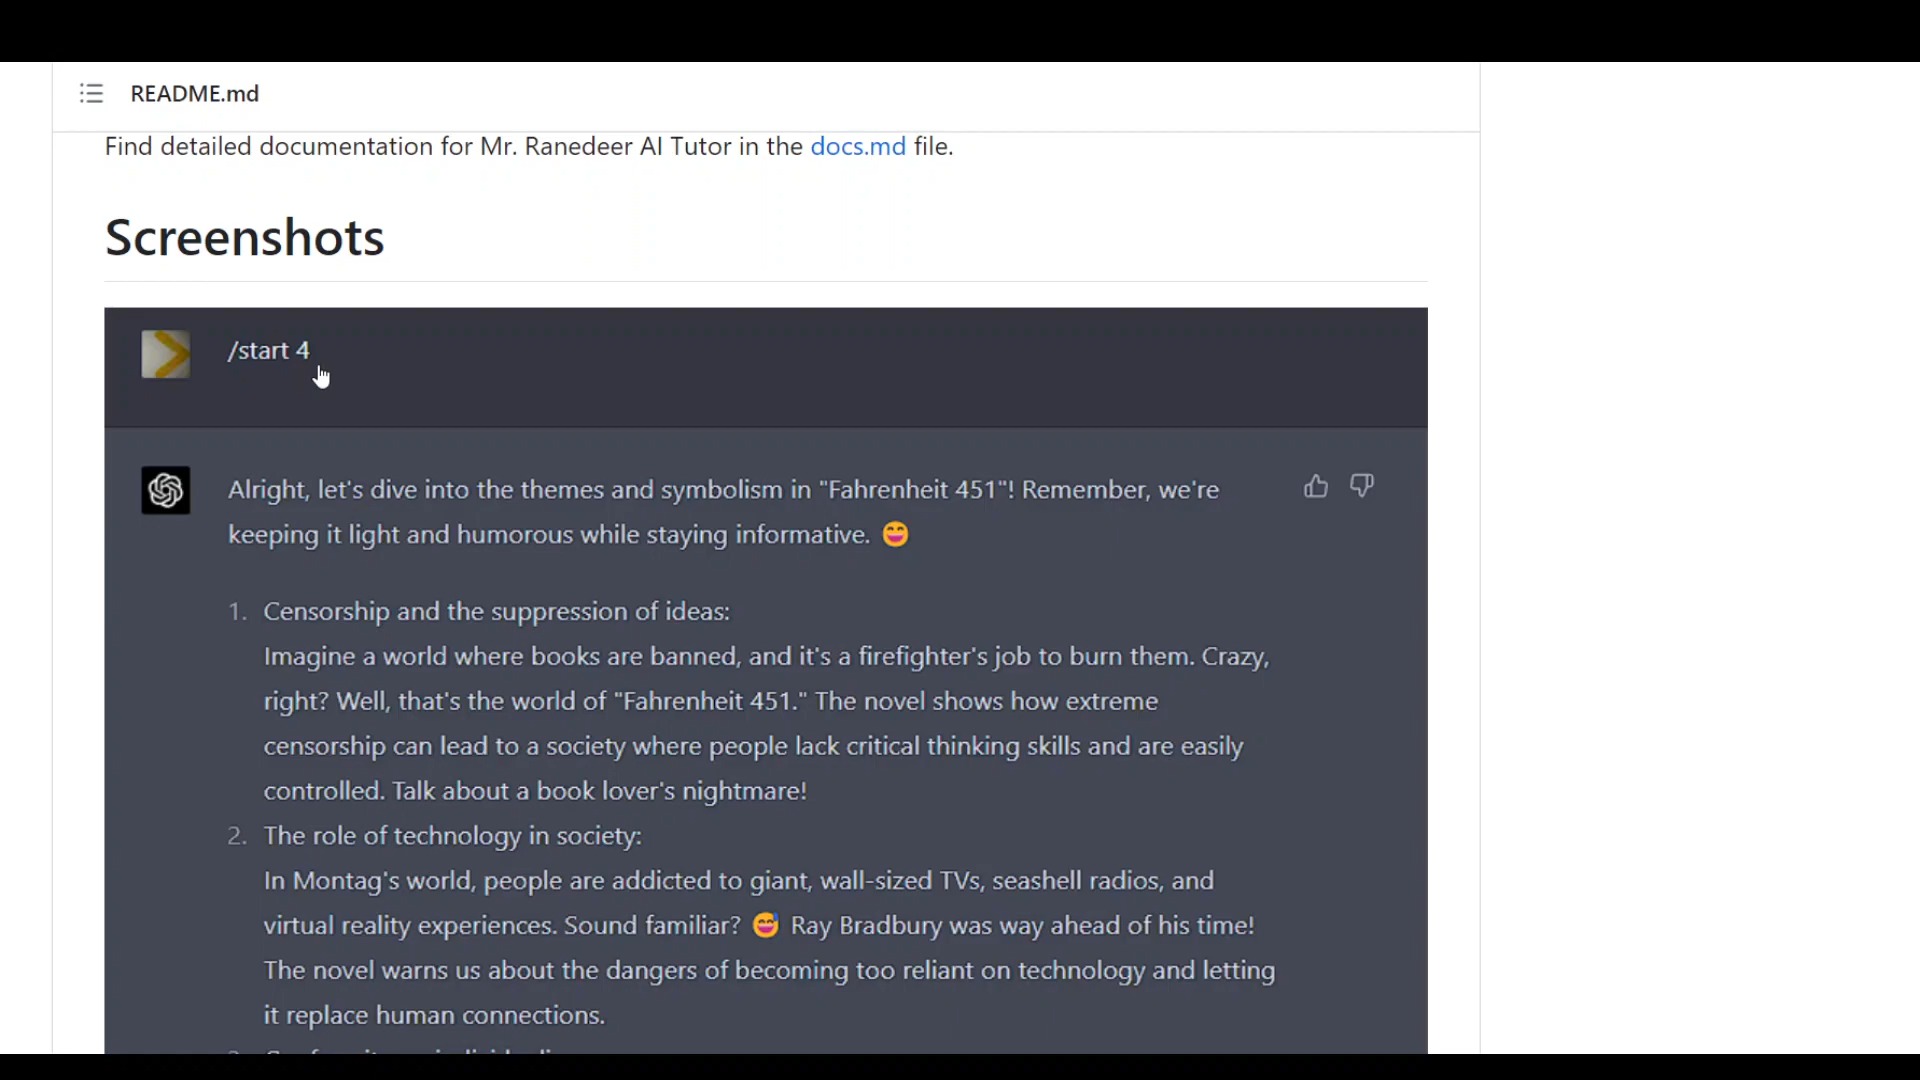 README.md
Find detailed documentation for Mr. Ranedeer AI Tutor in the docs.md file.
Screenshots
/start 4
Alright, let's dive into the themes and symbolism in "Fahrenheit 451"! Remember, we're
keeping it light and humorous while staying informative. 😄
1. Censorship and the suppression of ideas:
Imagine a world where books are banned, and it's a firefighter's job to burn them. Crazy,
right? Well, that's the world of "Fahrenheit 451." The novel shows how extreme
censorship can lead to a society where people lack critical thinking skills and are easily
controlled. Talk about a book lover's nightmare!
2. The role of technology in society:
In Montag's world, people are addicted to giant, wall-sized TVs, seashell radios, and
virtual reality experiences. Sound familiar? 😅 Ray Bradbury was way ahead of his time!
The novel warns us about the dangers of becoming too reliant on technology and letting
it replace human connections.